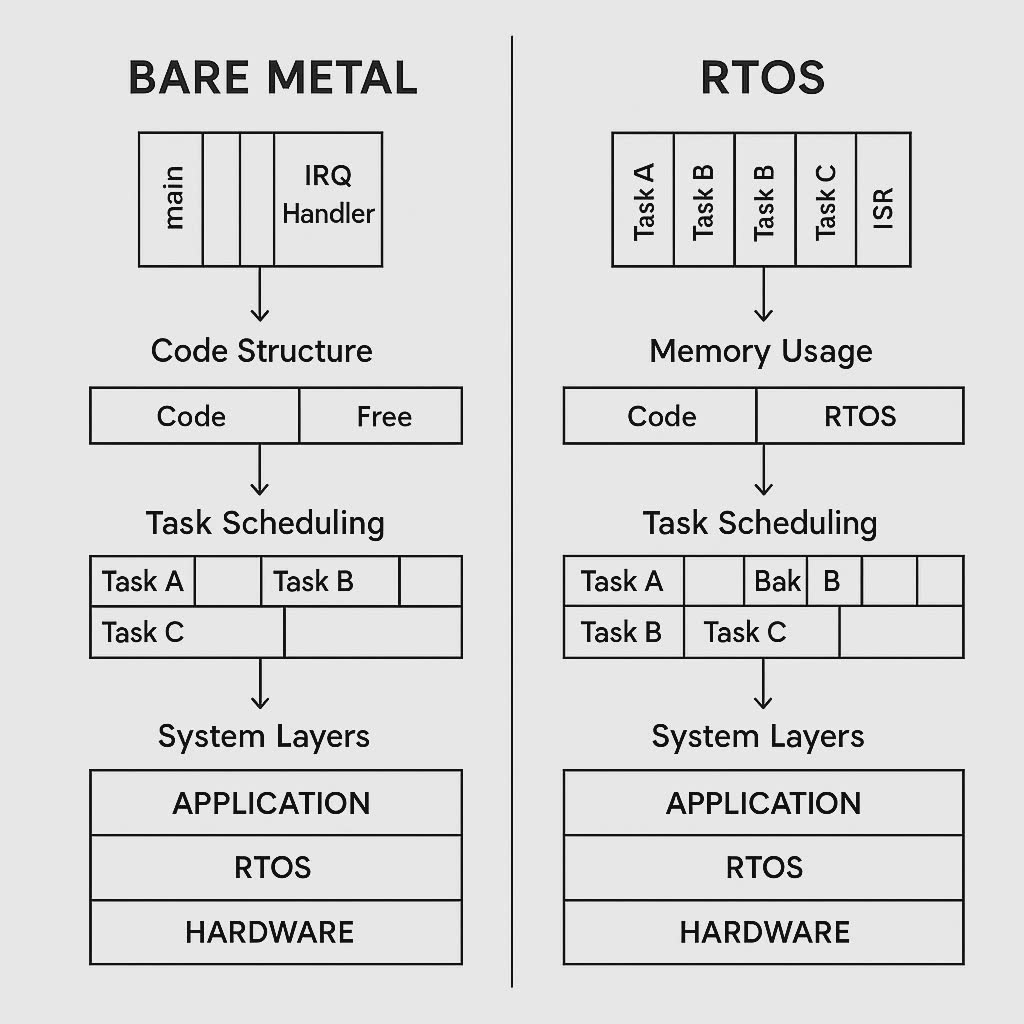 BARE METAL
main
IRQ
Handler
Code Structure
Code Free
Task Scheduling
Task A Task B
Task C
System Layers
APPLICATION
RTOS
HARDWARE
RTOS
Task A
Task B
Task B
Task C
ISR
Memory Usage
Code RTOS
Task Scheduling
Task A Bak B
Task B Task C
System Layers
APPLICATION
RTOS
HARDWARE